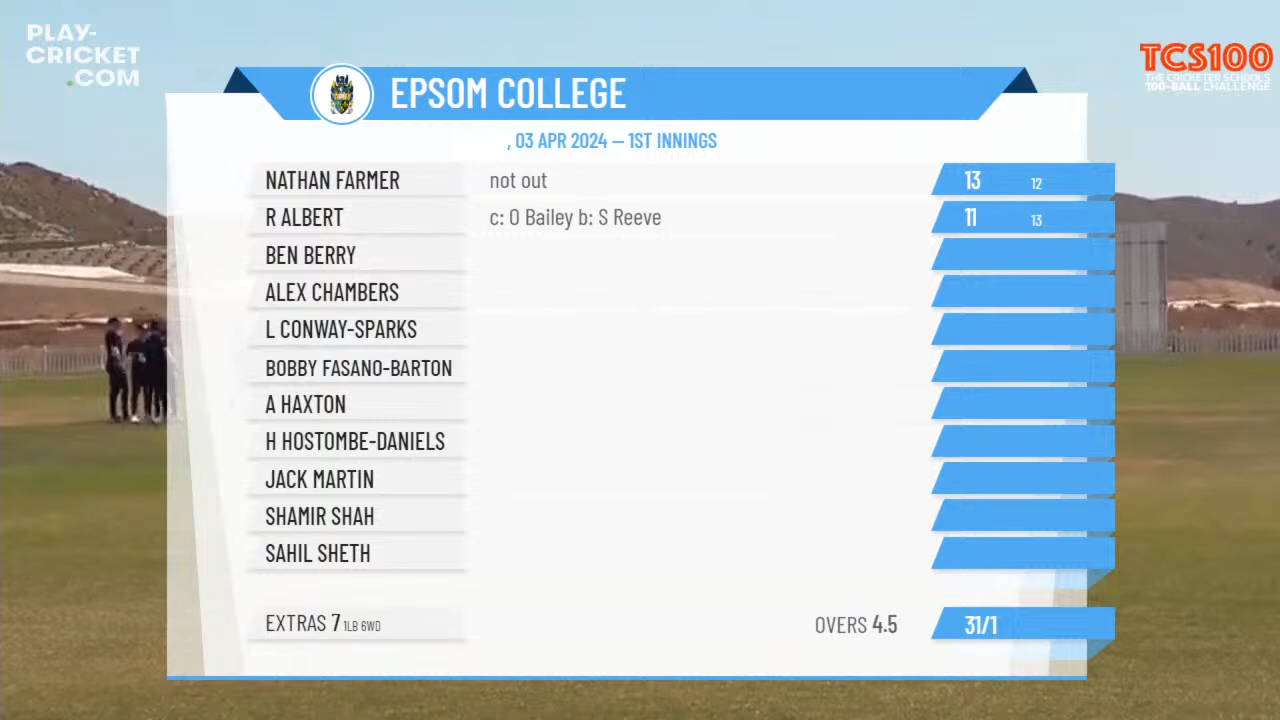 PLAY-
CRICKET
.COM
TCS100
THE CRICKETER SCHOOLS
100-BALL CHALLENGE
EPSOM COLLEGE
, 03 APR 2024 – 1ST INNINGS
NATHAN FARMER not out 13 12
R ALBERT c: O Bailey b: S Reeve 11 13
BEN BERRY
ALEX CHAMBERS
L CONWAY-SPARKS
BOBBY FASANO-BARTON
A HAXTON
H HOSTOMBE-DANIELS
JACK MARTIN
SHAMIR SHAH
SAHIL SHETH
EXTRAS 7 1LB 6WD OVERS 4.5 31/1